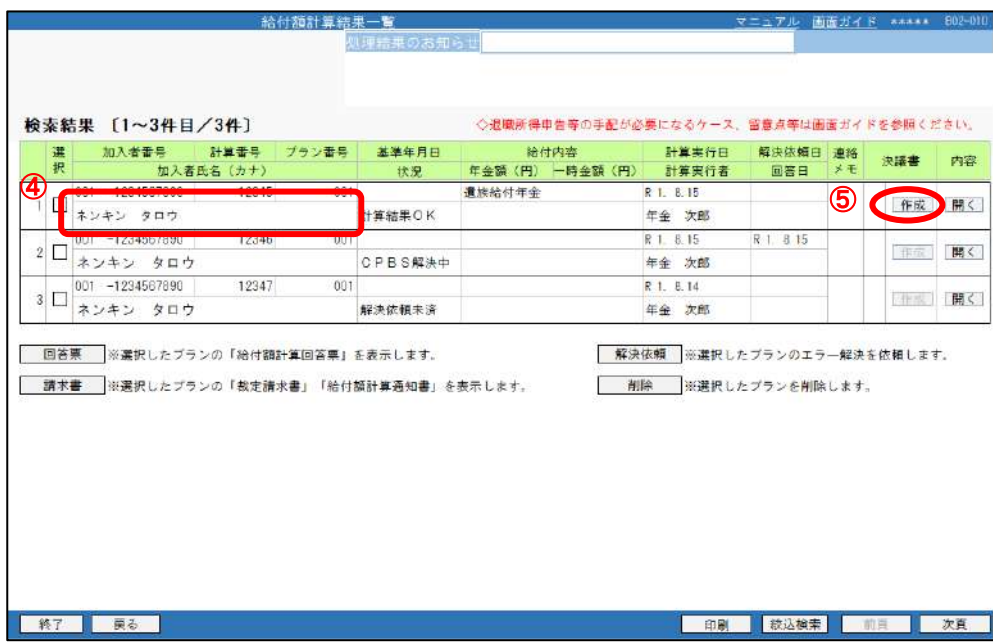 給付額計算結果一覧 マニュアル 画面ガイド ***** B02-010
処理結果のお知らせ
検索結果 〔1～3件目／3件〕 ◇退職所得申告等の手配が必要になるケース、留意点等は画面ガイドを参照ください。
選択 加入者番号 計算番号 プラン番号 基準年月日 給付内容 計算実行日 解決依頼日 連絡メモ 決議書 内容
加入者氏名（カナ） 状況 年金額（円） 一時金額（円） 計算実行者 回答日
④ 001 -1234567890 12345 001 遺族給付年金 R 1. 8.15 ⑤
1 ネンキン タロウ 計算結果ＯＫ 年金 次郎 作成 開く
001 -1234567890 12346 001 R 1. 8.15 R 1. 8.15
2 ネンキン タロウ ＣＰＢＳ解決中 年金 次郎 作成 開く
001 -1234567890 12347 001 R 1. 8.14
3 ネンキン タロウ 解決依頼未済 年金 次郎 作成 開く
回答票 ※選択したプランの「給付額計算回答票」を表示します。 解決依頼 ※選択したプランのエラー解決を依頼します。
請求書 ※選択したプランの「裁定請求書」「給付額計算通知書」を表示します。 削除 ※選択したプランを削除します。
終了 戻る 印刷 絞込検索 前頁 次頁